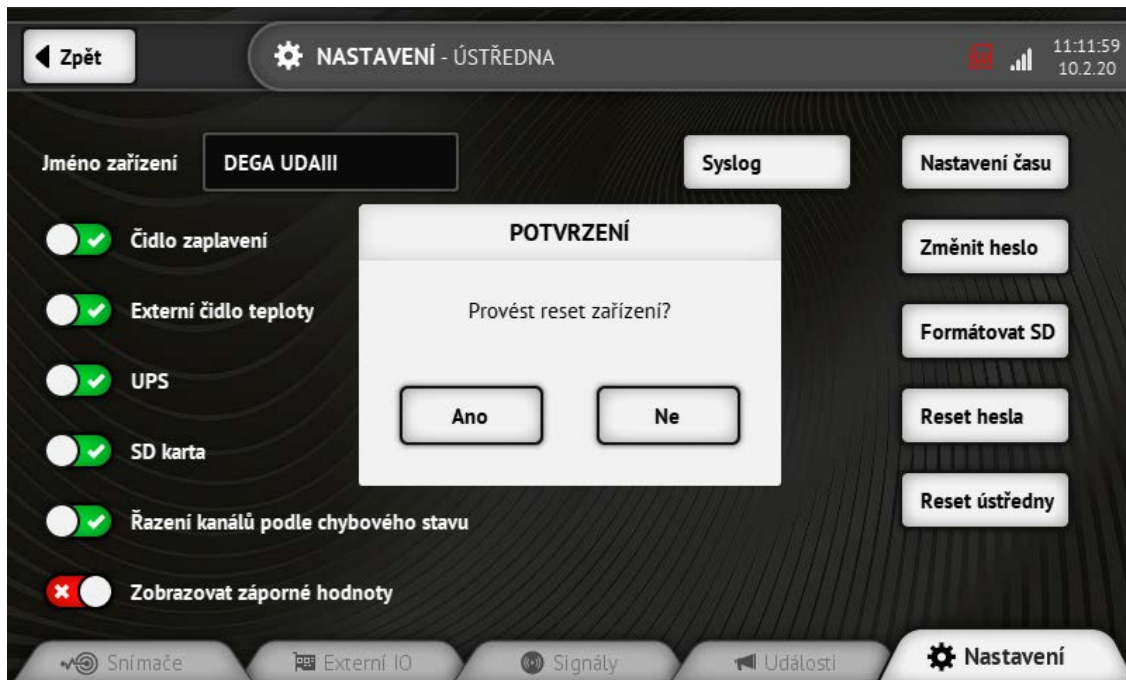 Zpět
NASTAVENÍ - ÚSTŘEDNA
11:11:59
10.2.20
Jméno zařízení
DEGA UDAIII
Syslog
Nastavení času
Čidlo zaplavení
POTVRZENÍ
Změnit heslo
Externí čidlo teploty
Provést reset zařízení?
Formátovat SD
UPS
Ano
Ne
Reset hesla
SD karta
Reset ústředny
Řazení kanálů podle chybového stavu
Zobrazovat záporné hodnoty
Snímače
Externí IO
Signály
Události
Nastavení